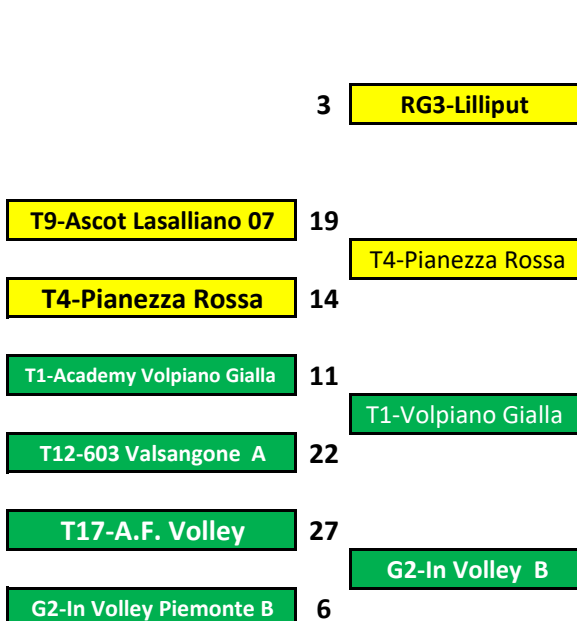 3 RG3-Lilliput
T9-Ascot Lasalliano 07 19
T4-Pianezza Rossa
T4-Pianezza Rossa 14
T1-Academy Volpiano Gialla 11
T1-Volpiano Gialla
T12-603 Valsangone A 22
T17-A.F. Volley 27
G2-In Volley B
G2-In Volley Piemonte B 6